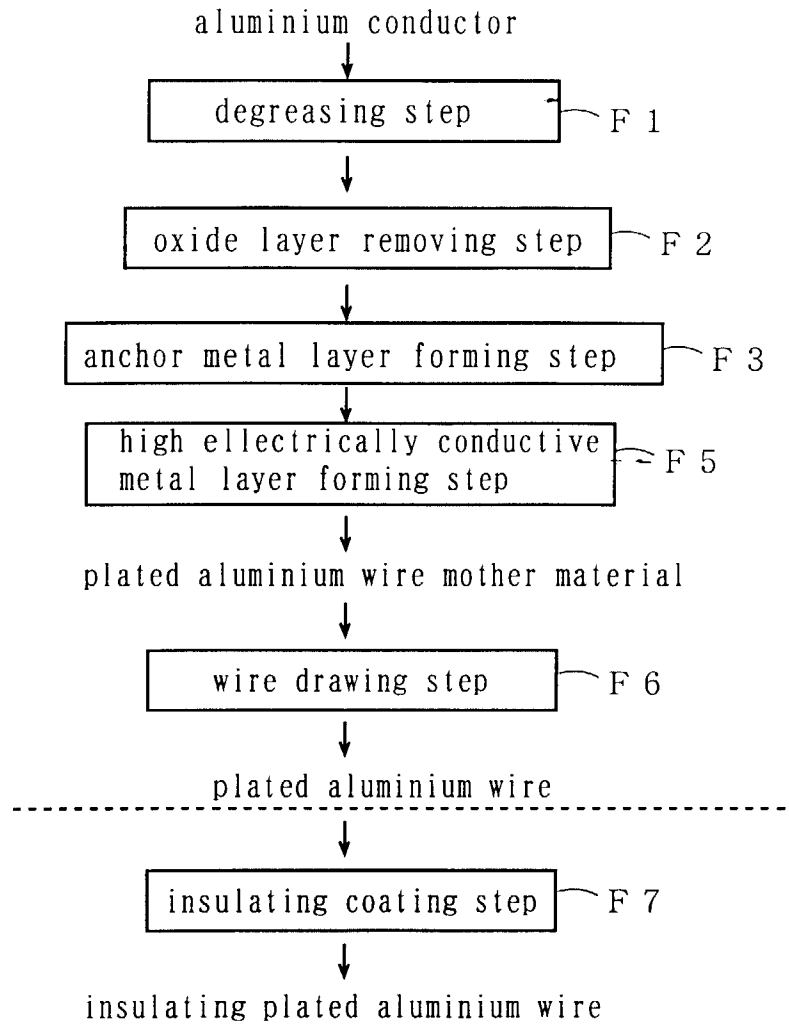 aluminium conductor
degreasing step F 1
oxide layer removing step F 2
anchor metal layer forming step F 3
high ellectrically conductive
metal layer forming step F 5
plated aluminium wire mother material
wire drawing step F 6
plated aluminium wire
insulating coating step F 7
insulating plated aluminium wire